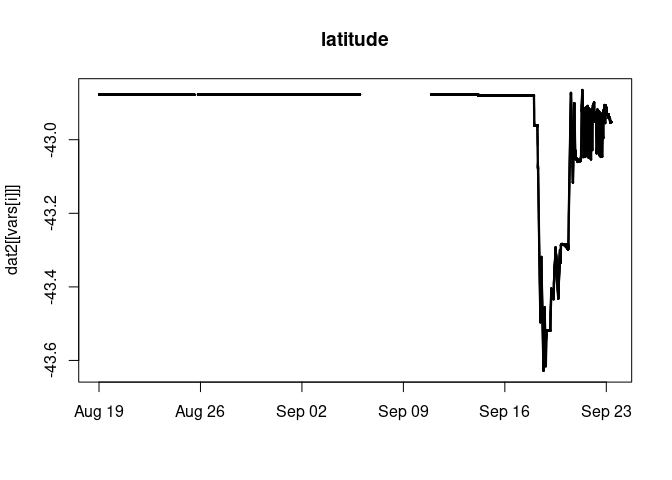 latitude
dat2[[vars[i]]]
-43.0
-43.2
-43.4
-43.6
Aug 19 Aug 26 Sep 02 Sep 09 Sep 16 Sep 23